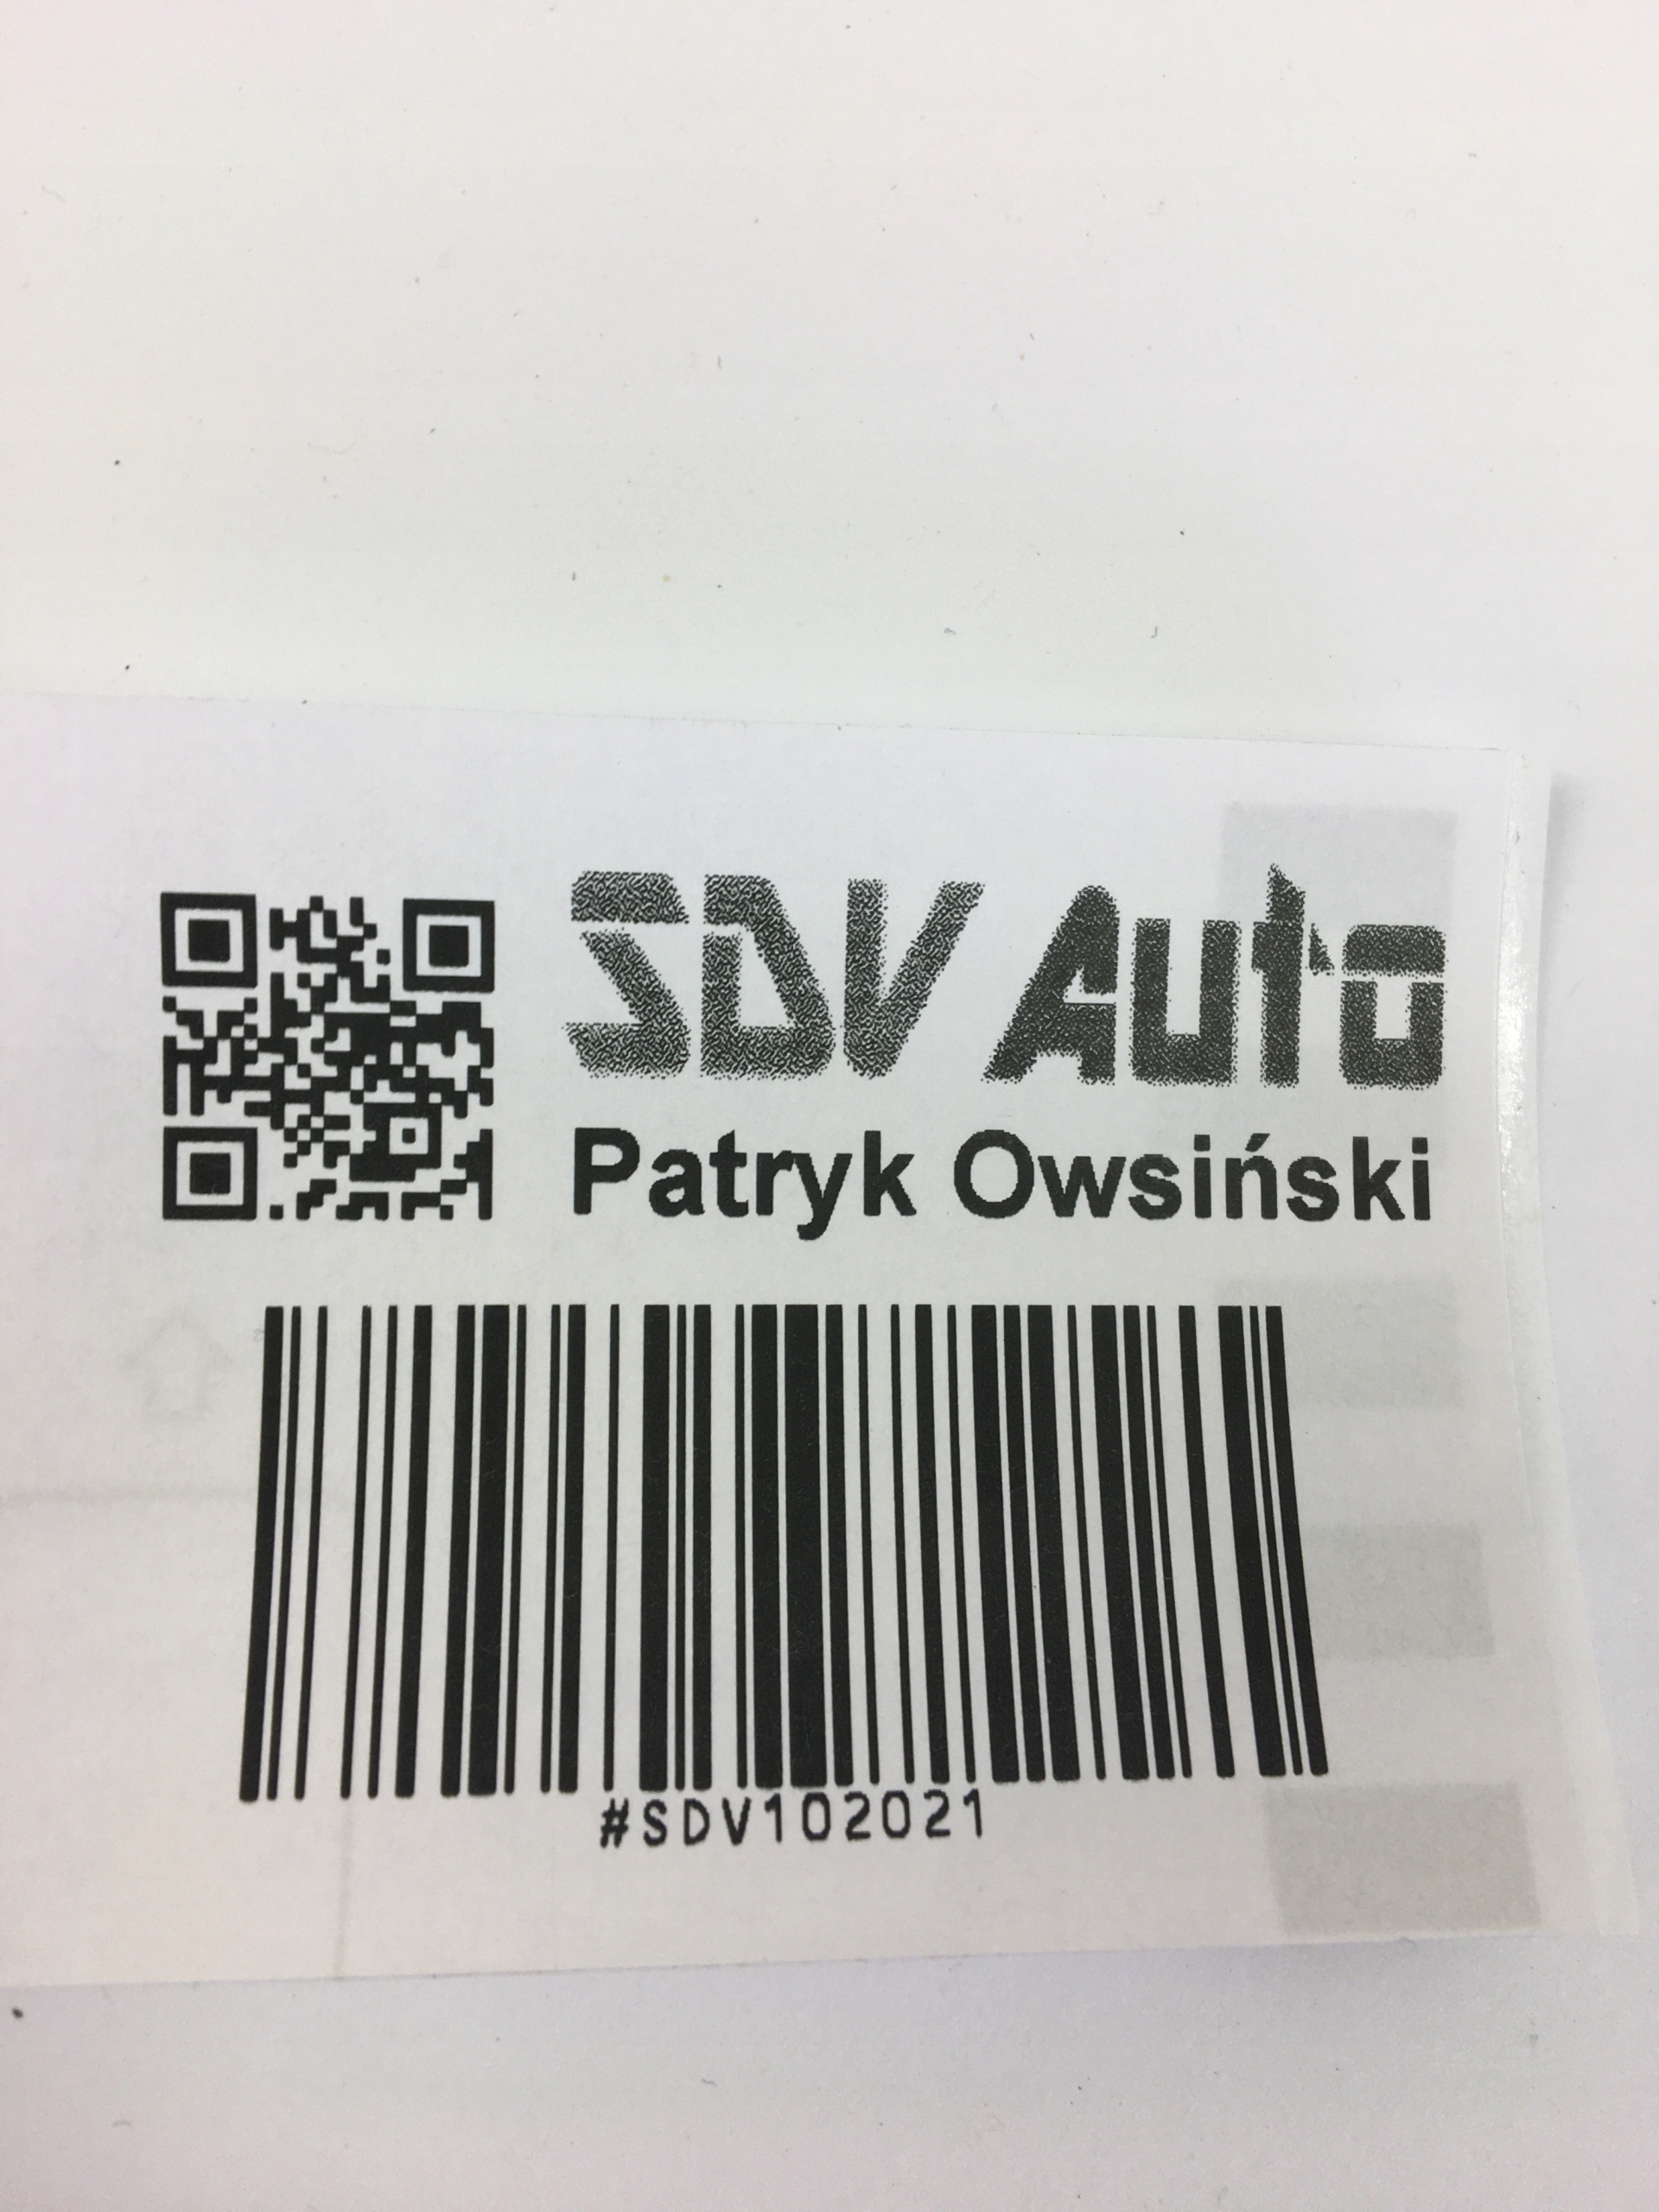 SDV Auto
Patryk Owsiński
#SDV102021